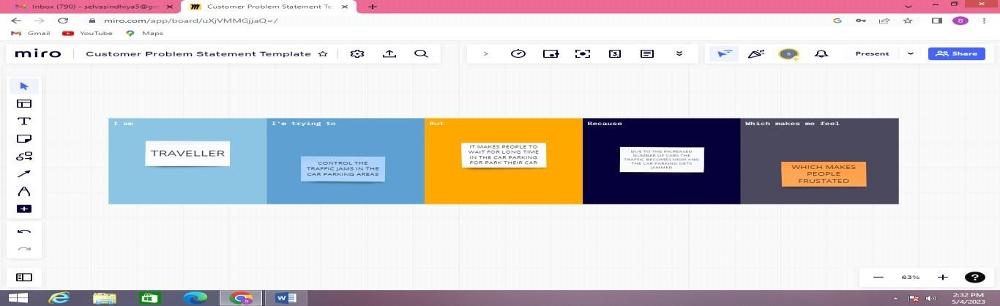 Inbox (790) - selvasindhiya5@gm
Customer Problem Statement Te
miro.com/app/board/uXjVMMGjjaQ=/
Gmail YouTube Maps
miro Customer Problem Statement Template
3
S
Present
Share
I am
TRAVELLER
I'm trying to
CONTROL THE
TRAFFIC JAMS IN THE
CAR PARKING AREAS
But
IT MAKES PEOPLE TO
WAIT FOR LONG TIME
IN THE CAR PARKING
FOR PARK THEIR CAR
Because
DUE TO THE INCREASED
NUMBER OF CARS THE
TRAFFIC BECOMES HIGH AND
THE CAR PARKING GETS
JAMMED
Which makes me feel
WHICH MAKES
PEOPLE
FRUSTATED
63%
2:32 PM
5/4/2023